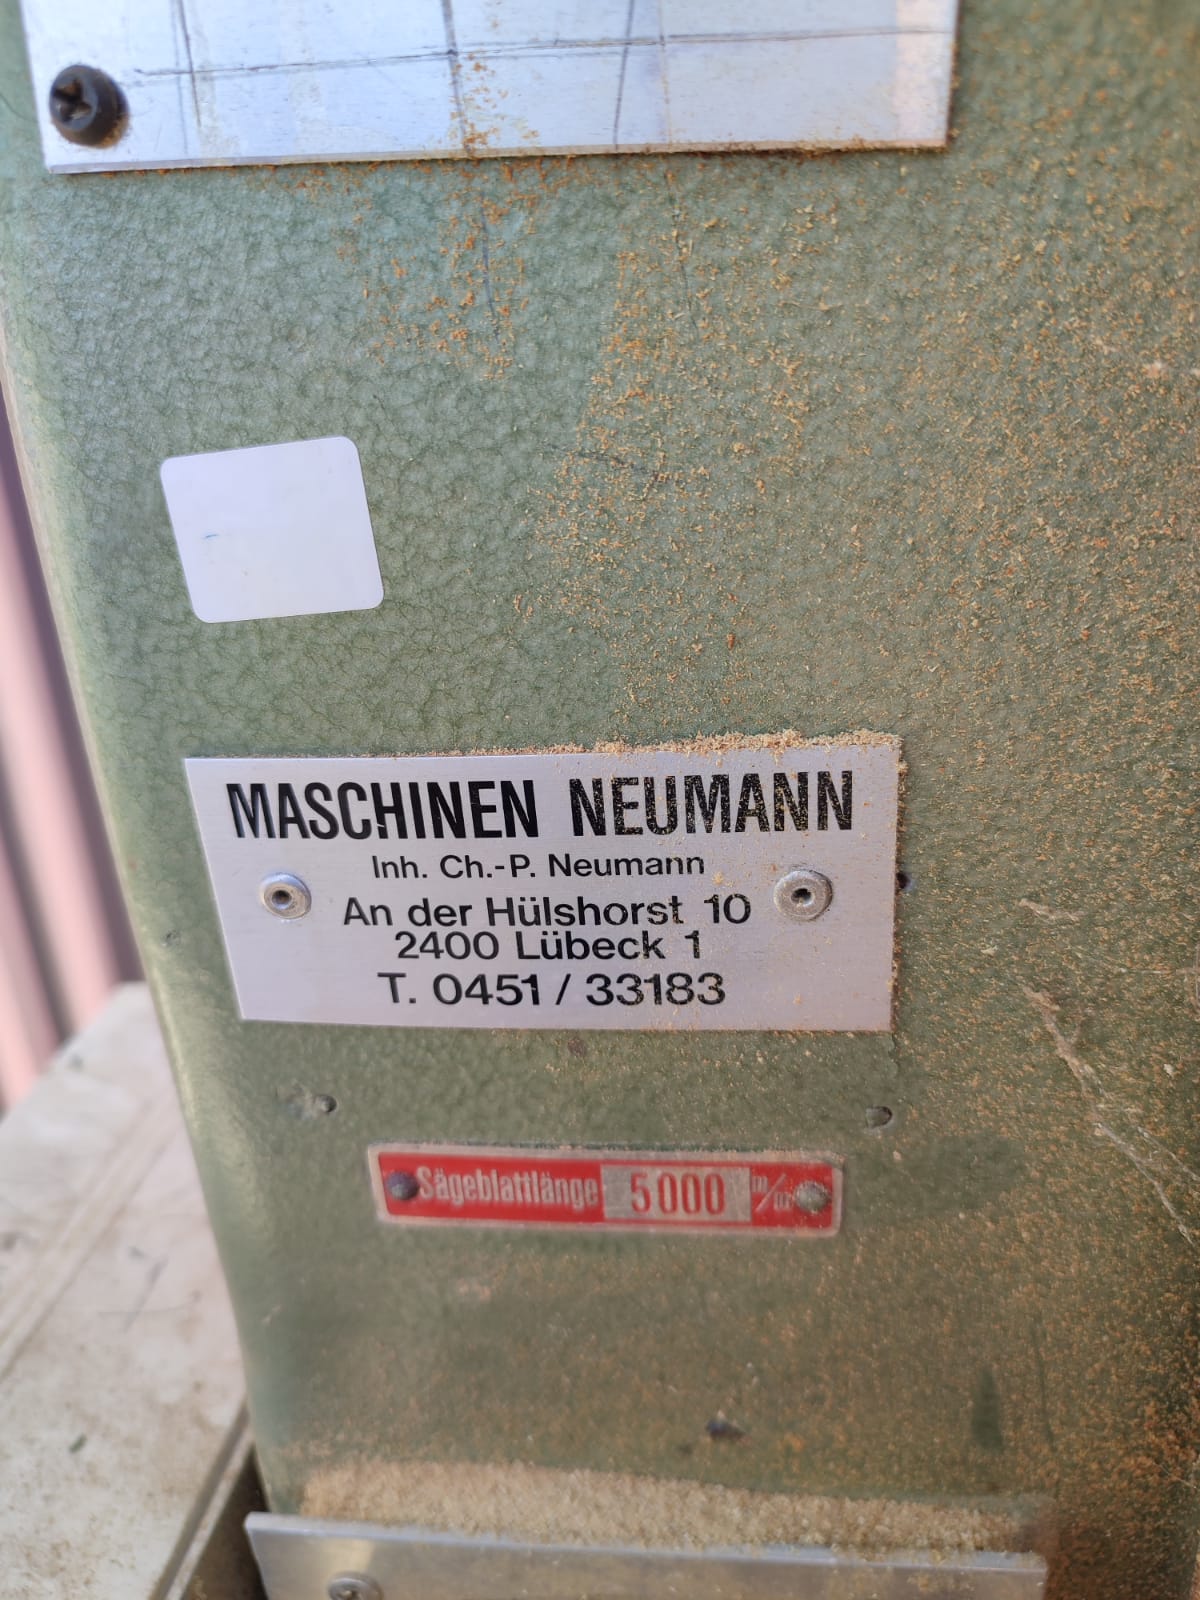 MASCHINEN NEUMANN
Inh. Ch.-P. Neumann
An der Hülshorst 10
2400 Lübeck 1
T. 0451 / 33183
Sägeblattlänge 5000 m/m